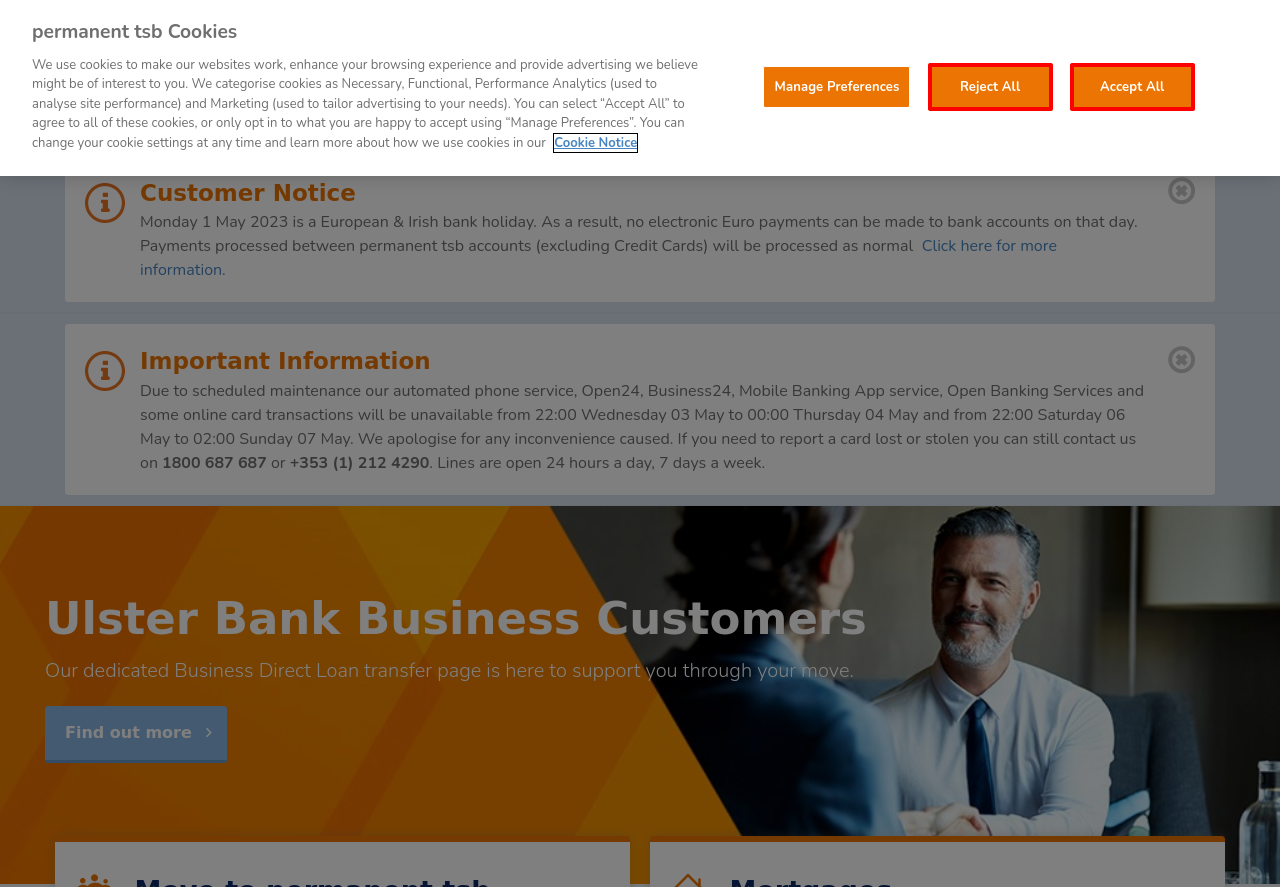 permanent tsb Cookies
We use cookies to make our websites work, enhance your browsing experience and provide advertising we believe
might be of interest to you. We categorise cookies as Necessary, Functional, Performance Analytics (used to
analyse site performance) and Marketing (used to tailor advertising to your needs). You can select “Accept All” to
agree to all of these cookies, or only opt in to what you are happy to accept using “Manage Preferences”. You can
change your cookie settings at any time and learn more about how we use cookies in our Cookie Notice
Manage Preferences
Reject All
Accept All
Customer Notice
Monday 1 May 2023 is a European & Irish bank holiday. As a result, no electronic Euro payments can be made to bank accounts on that day.
Payments processed between permanent tsb accounts (excluding Credit Cards) will be processed as normal Click here for more
information.
Important Information
Due to scheduled maintenance our automated phone service, Open24, Business24, Mobile Banking App service, Open Banking Services and
some online card transactions will be unavailable from 22:00 Wednesday 03 May to 00:00 Thursday 04 May and from 22:00 Saturday 06
May to 02:00 Sunday 07 May. We apologise for any inconvenience caused. If you need to report a card lost or stolen you can still contact us
on 1800 687 687 or +353 (1) 212 4290. Lines are open 24 hours a day, 7 days a week.
Ulster Bank Business Customers
Our dedicated Business Direct Loan transfer page is here to support you through your move.
Find out more
Move to permanent tsb
Mortgages